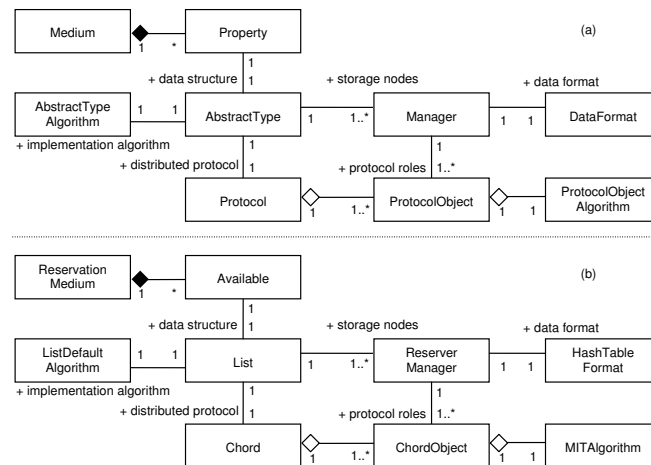 Medium
Property
(a)
1
*
1
+ data structure
1
+ storage nodes
+ data format
AbstractType
Algorithm
1
1
AbstractType
1
1..*
Manager
1
1
DataFormat
+ implementation algorithm
1
+ distributed protocol
1
1
+ protocol roles
1..*
Protocol
1
1..*
ProtocolObject
1
1
ProtocolObject
Algorithm
Reservation
Medium
Available
(b)
1
*
1
+ data structure
1
+ storage nodes
+ data format
ListDefault
Algorithm
1
1
List
1
1..*
Reserver
Manager
1
1
HashTable
Format
+ implementation algorithm
1
+ distributed protocol
1
1
+ protocol roles
1..*
Chord
1
1..*
ChordObject
1
1
MITAlgorithm